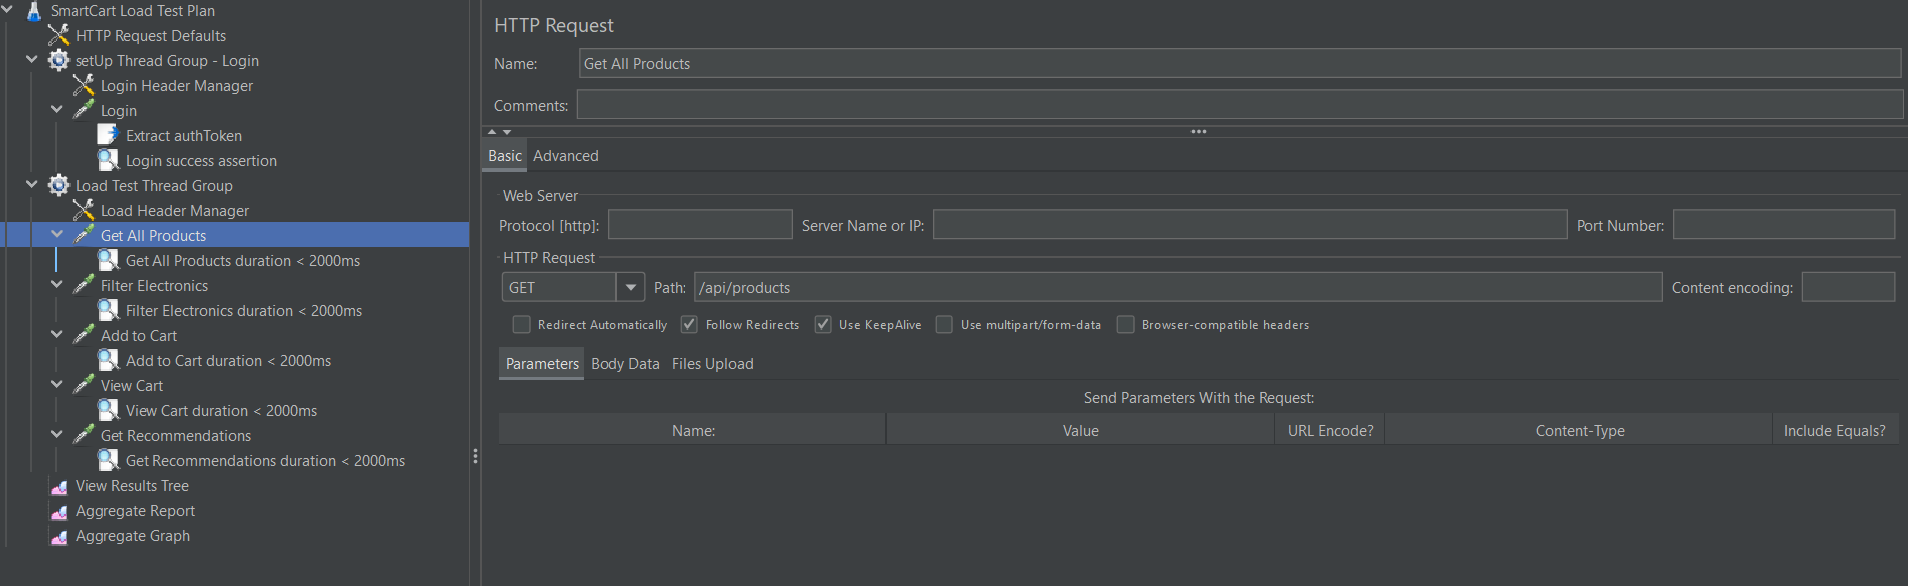 SmartCart Load Test Plan
HTTP Request Defaults
setUp Thread Group - Login
Login Header Manager
Login
Extract authToken
Login success assertion
Load Test Thread Group
Load Header Manager
Get All Products
Get All Products duration < 2000ms
Filter Electronics
Filter Electronics duration < 2000ms
Add to Cart
Add to Cart duration < 2000ms
View Cart
View Cart duration < 2000ms
Get Recommendations
Get Recommendations duration < 2000ms
View Results Tree
Aggregate Report
Aggregate Graph
HTTP Request
Name: Get All Products
Comments:
Basic Advanced
Web Server
Protocol [http]: Server Name or IP: Port Number:
HTTP Request
GET Path: /api/products Content encoding:
Redirect Automatically Follow Redirects Use KeepAlive Use multipart/form-data Browser-compatible headers
Parameters Body Data Files Upload
Send Parameters With the Request:
Name: Value URL Encode? Content-Type Include Equals?